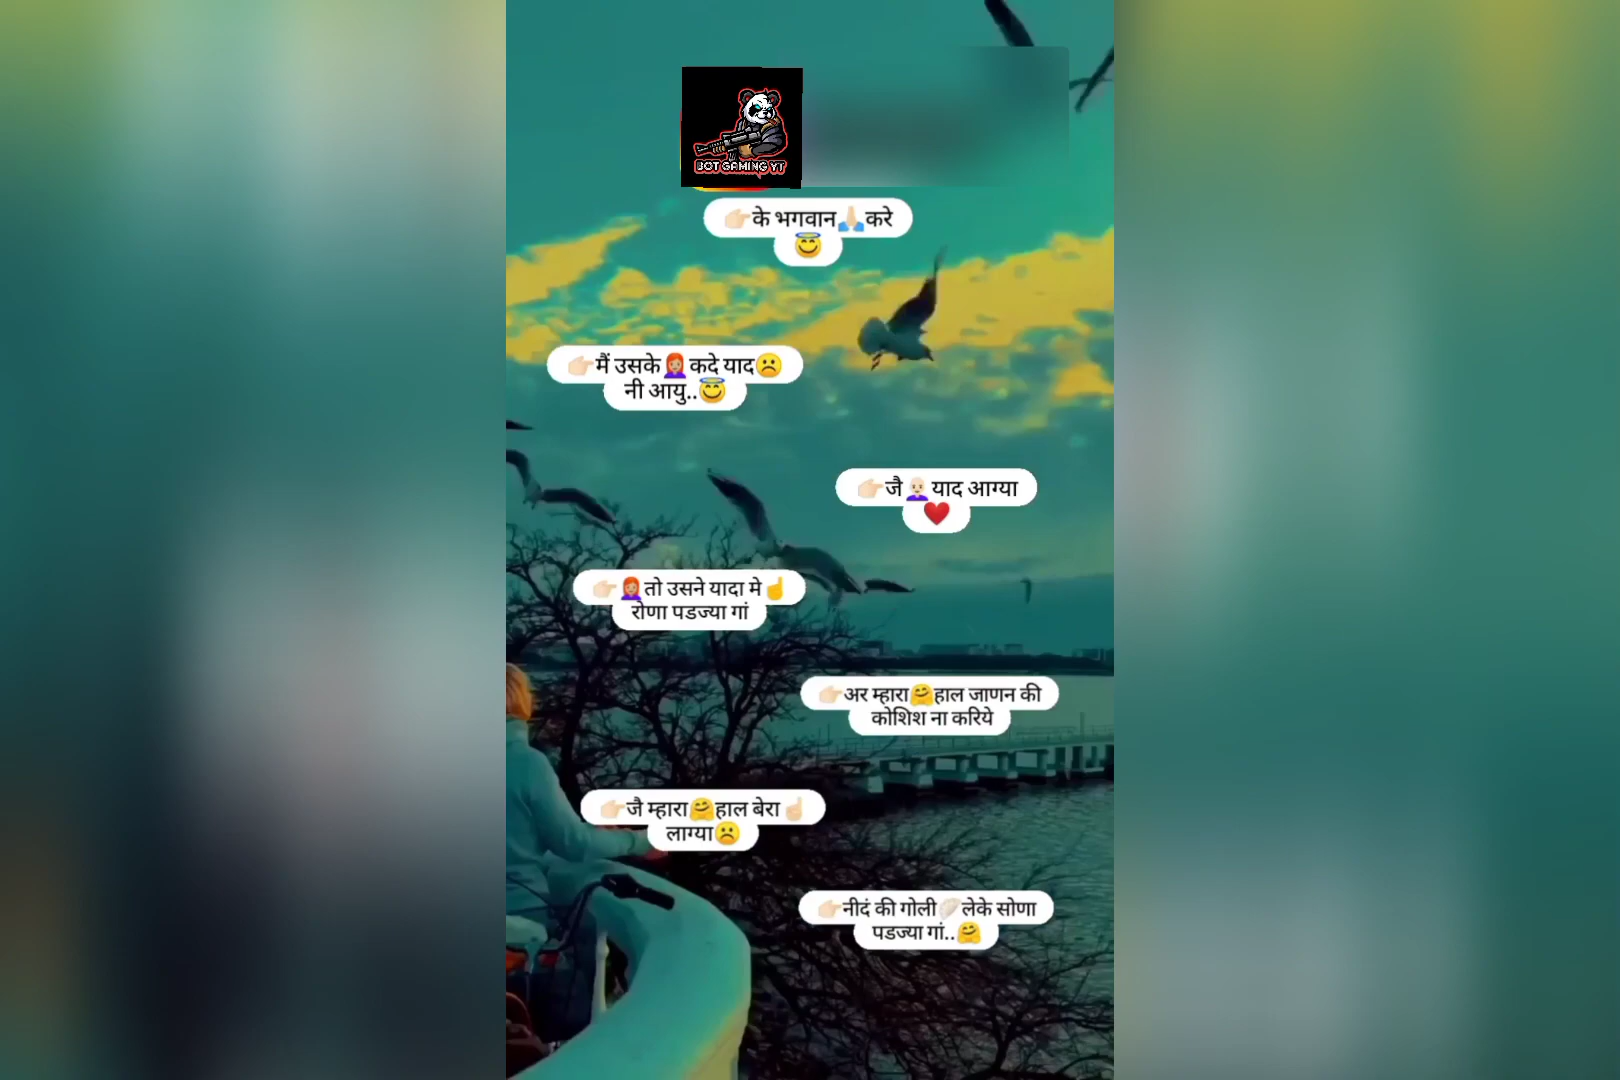 BOT GAMING YT
👉🏻के भगवान🙏🏻करे
😇
👉🏻मैं उसके🙎🏼‍♀️कदे याद☹️
नी आयु..😇
👉🏻जै👩🏻‍🦲याद आग्या
❤️
👉🏻🙎🏼‍♀️तो उसने यादा मे☝️
रोणा पडज्या गां
👉🏻अर म्हारा🤗हाल जाणन की
कोशिश ना करिये
👉🏻जै म्हारा🤗हाल बेरा☝🏻
लाग्या☹️
👉🏻नीदं की गोली🥟लेके सोणा
पडज्या गां..🤗